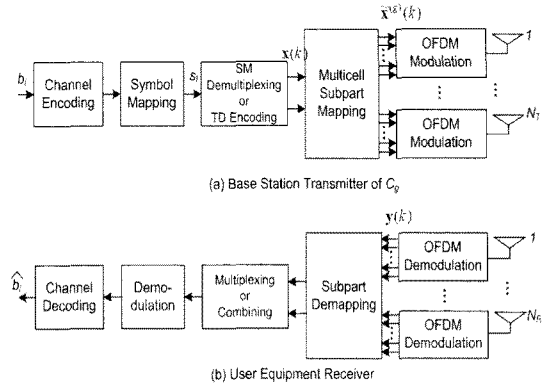 x̃^(g)(k)
x(k)
b_i
Channel
Encoding
Symbol
Mapping
s_i
SM
Demultiplexing
or
TD Encoding
Multicell
Subpart
Mapping
OFDM
Modulation
1
OFDM
Modulation
N_T
(a) Base Station Transmitter of C_g
y(k)
b̂_i
Channel
Decoding
Demo-
dulation
Multiplexing
or
Combining
Subpart
Demapping
OFDM
Demodulation
1
OFDM
Demodulation
N_R
(b) User Equipment Receiver